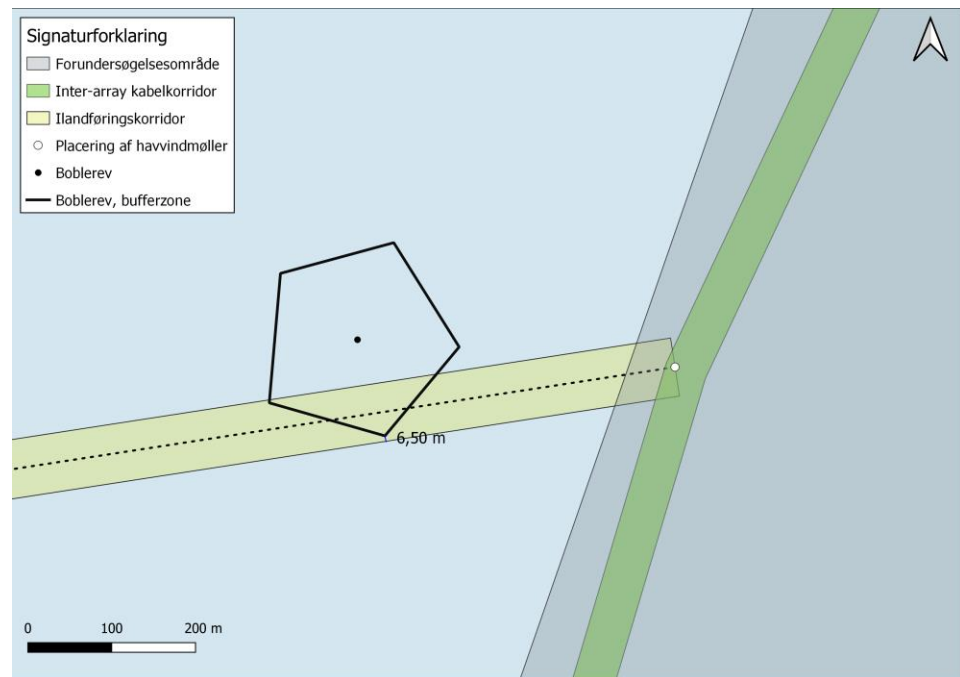 Signaturforklaring
Forundersøgelsesområde
Inter-array kabelkorridor
Ilandføringskorridor
Placering af havvindmøller
Boblerev
Boblerev, bufferzone
6,50 m
0 100 200 m